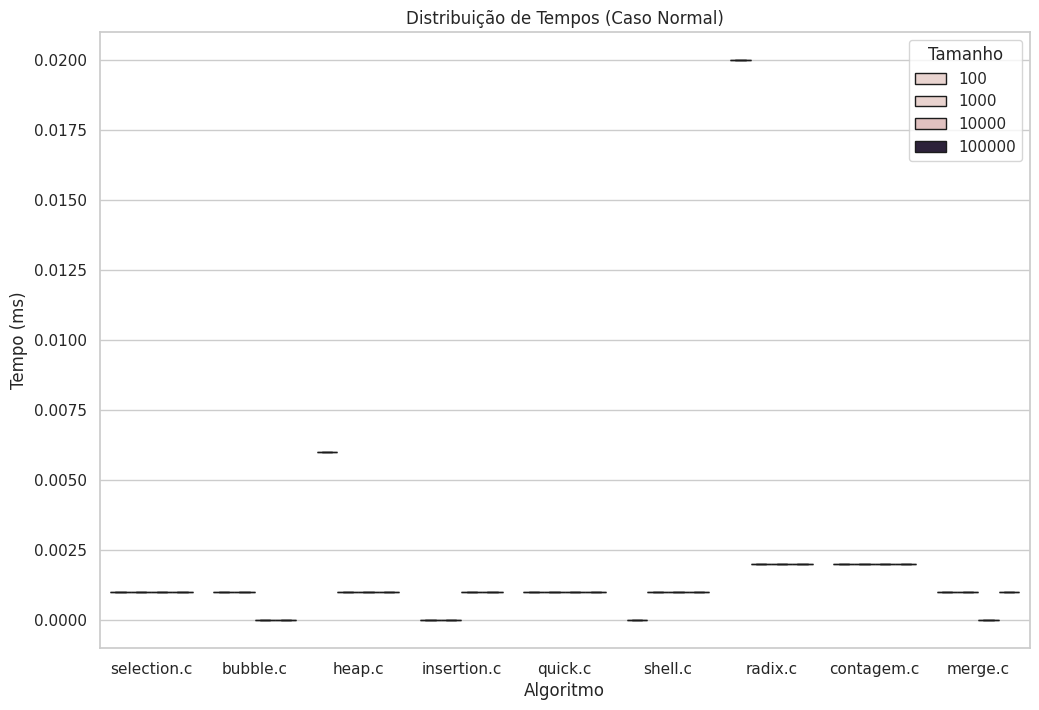 Distribuição de Tempos (Caso Normal)
Tamanho
100
1000
10000
100000
0.0200
0.0175
0.0150
0.0125
0.0100
0.0075
0.0050
0.0025
0.0000
Tempo (ms)
selection.c bubble.c heap.c insertion.c quick.c shell.c radix.c contagem.c merge.c
Algoritmo